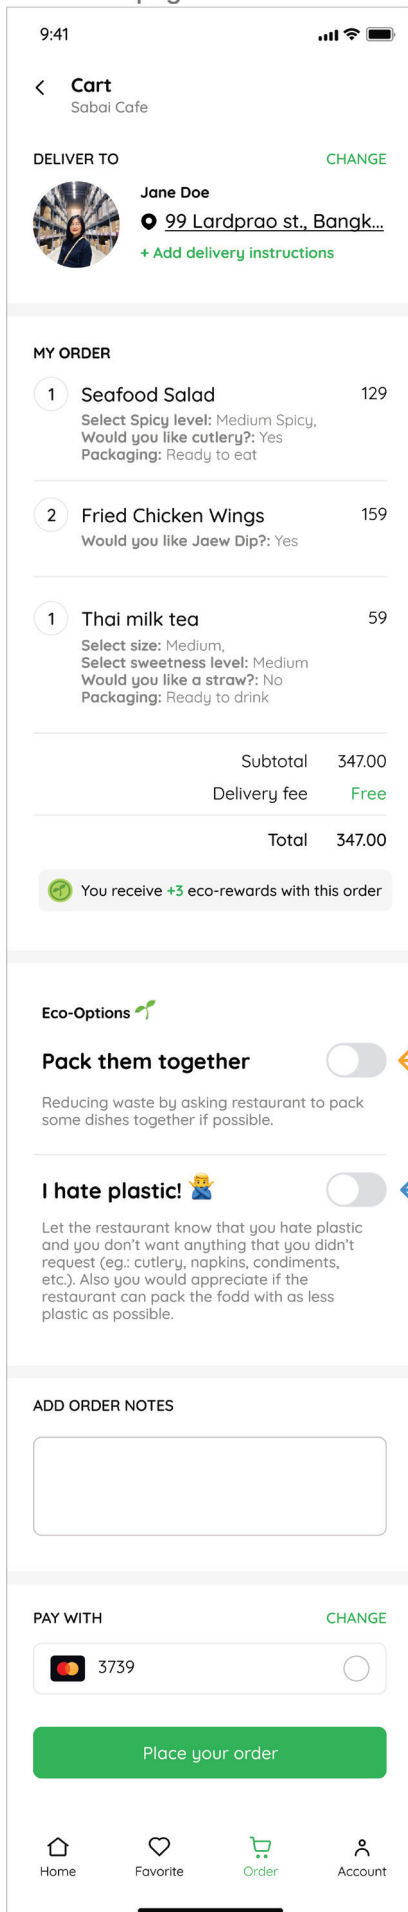 9:41
Cart
Sabai Cafe
DELIVER TO
CHANGE
Jane Doe
99 Lardprao st., Bangk...
+ Add delivery instructions
MY ORDER
1 Seafood Salad 129
Select Spicy level: Medium Spicy,
Would you like cutlery?: Yes
Packaging: Ready to eat
2 Fried Chicken Wings 159
Would you like Jaew Dip?: Yes
1 Thai milk tea 59
Select size: Medium,
Select sweetness level: Medium
Would you like a straw?: No
Packaging: Ready to drink
Subtotal 347.00
Delivery fee Free
Total 347.00
You receive +3 eco-rewards with this order
Eco-Options
Pack them together
Reducing waste by asking restaurant to pack
some dishes together if possible.
I hate plastic!
Let the restaurant know that you hate plastic
and you don't want anything that you didn't
request (eg.: cutlery, napkins, condiments,
etc.). Also you would appreciate if the
restaurant can pack the fodd with as less
plastic as possible.
ADD ORDER NOTES
PAY WITH
CHANGE
3739
Place your order
Home Favorite Order Account